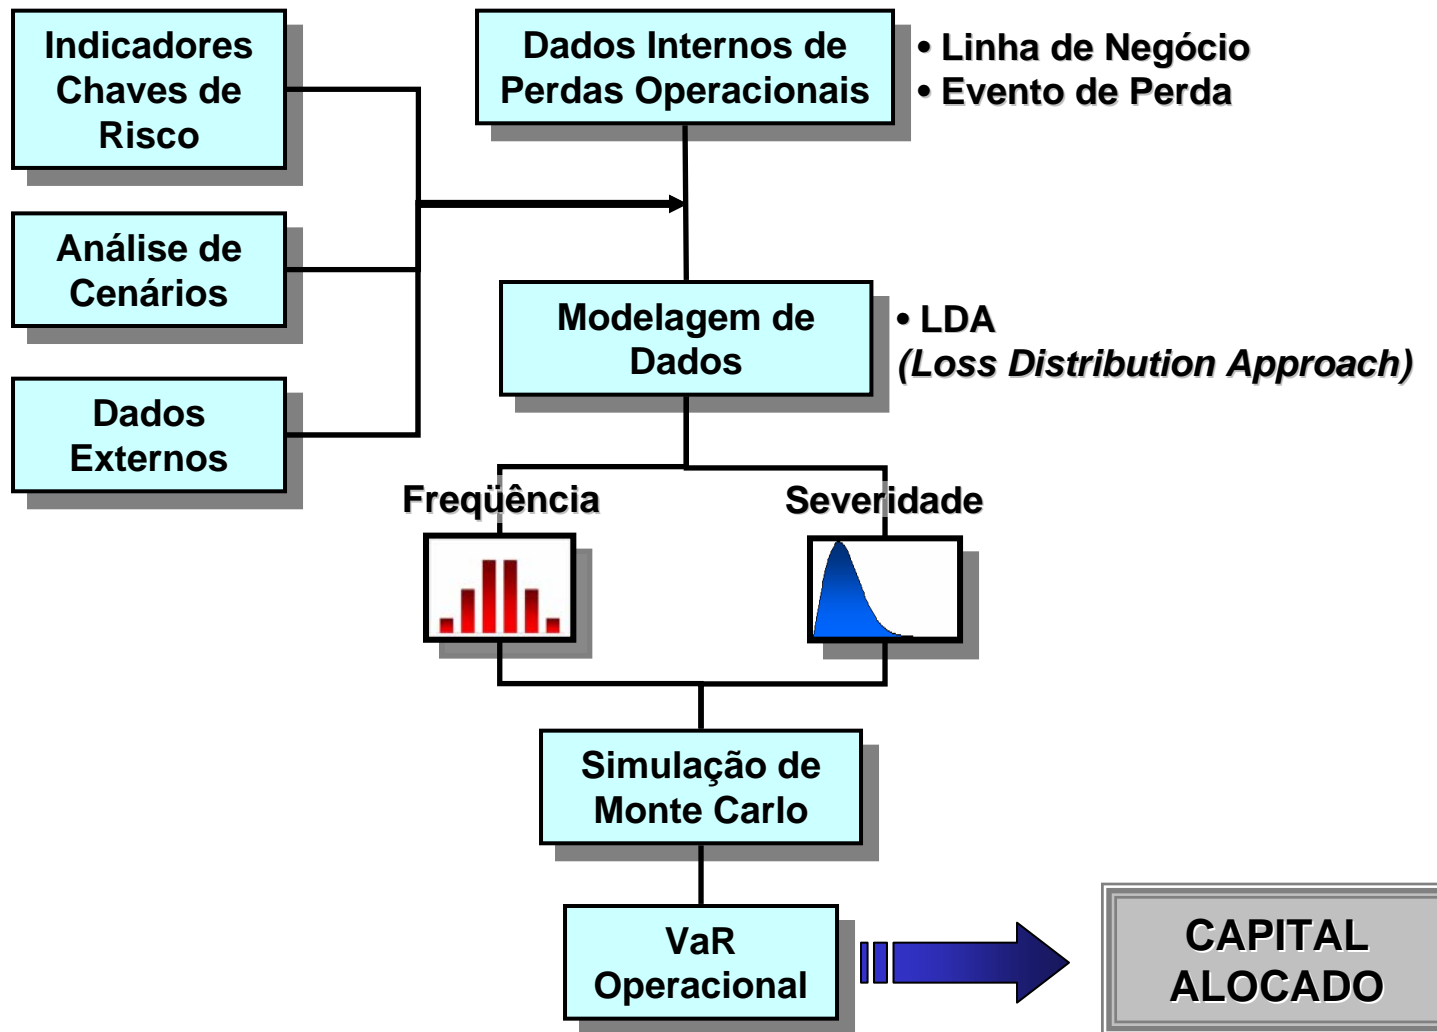 Indicadores
Chaves de
Risco
Dados Internos de
Perdas Operacionais
• Linha de Negócio
• Evento de Perda
Análise de
Cenários
Modelagem de
Dados
• LDA
(Loss Distribution Approach)
Dados
Externos
Freqüência
Severidade
Simulação de
Monte Carlo
VaR
Operacional
CAPITAL
ALOCADO